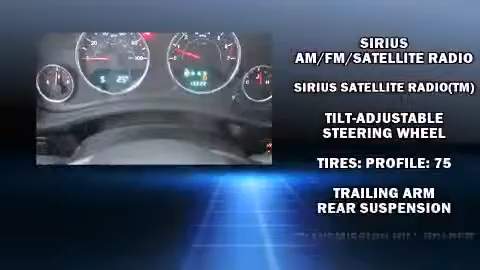 SIRIUS
AM/FM/SATELLITE RADIO
SIRIUS SATELLITE RADIO(TM)
TILT-ADJUSTABLE
STEERING WHEEL
TIRES: PROFILE: 75
TRAILING ARM
REAR SUSPENSION